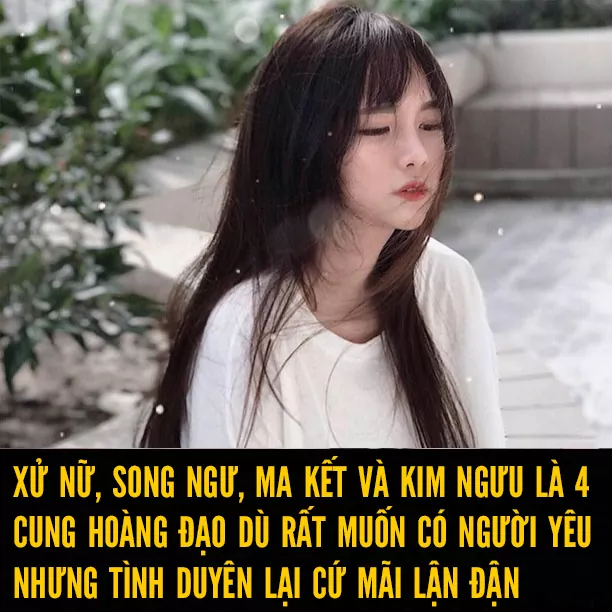 XỬ NỮ, SONG NGƯ, MA KẾT VÀ KIM NGƯU LÀ 4
CUNG HOÀNG ĐẠO DÙ RẤT MUỐN CÓ NGƯỜI YÊU
NHƯNG TÌNH DUYÊN LẠI CỨ MÃI LẬN ĐẬN